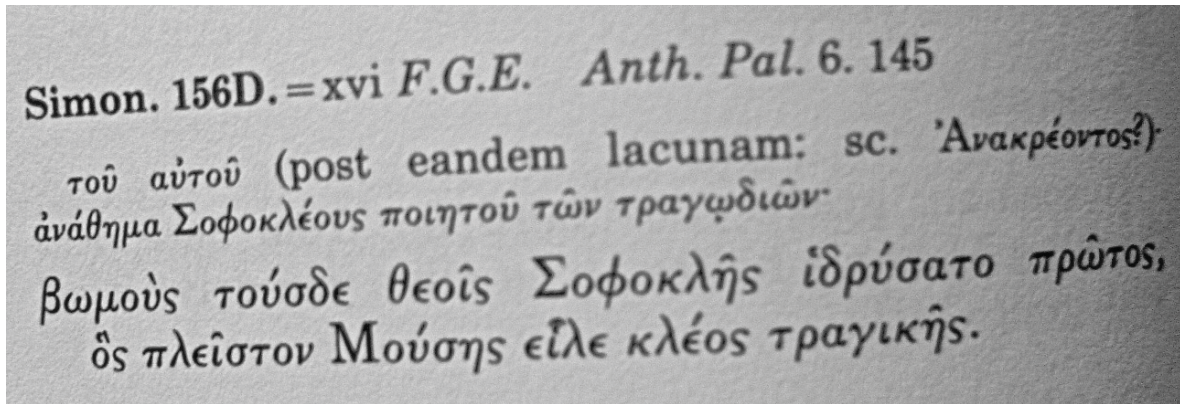 Simon. 156D.=xvi F.G.E. Anth. Pal. 6. 145
τοῦ αὐτοῦ (post eandem lacunam: sc. Ἀνακρέοντος?)·
ἀνάθημα Σοφοκλέους ποιητοῦ τῶν τραγῳδιῶν·
βωμοὺς τούσδε θεοῖς Σοφοκλῆς ἱδρύσατο πρῶτος,
ὃς πλεῖστον Μούσης εἷλε κλέος τραγικῆς.